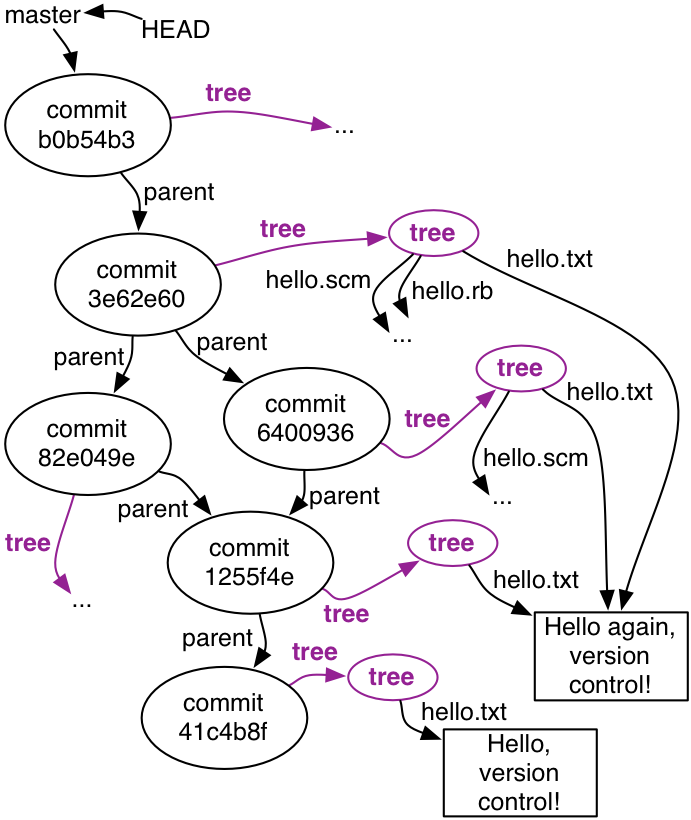 master
HEAD
tree
commit
b0b54b3
...
parent
tree
tree
hello.txt
commit
3e62e60
hello.scm
hello.rb
...
parent
parent
tree
hello.txt
commit
6400936
tree
commit
82e049e
hello.scm
...
parent
parent
tree
tree
commit
1255f4e
hello.txt
...
tree
Hello again,
version
control!
parent
tree
tree
commit
41c4b8f
hello.txt
Hello,
version
control!